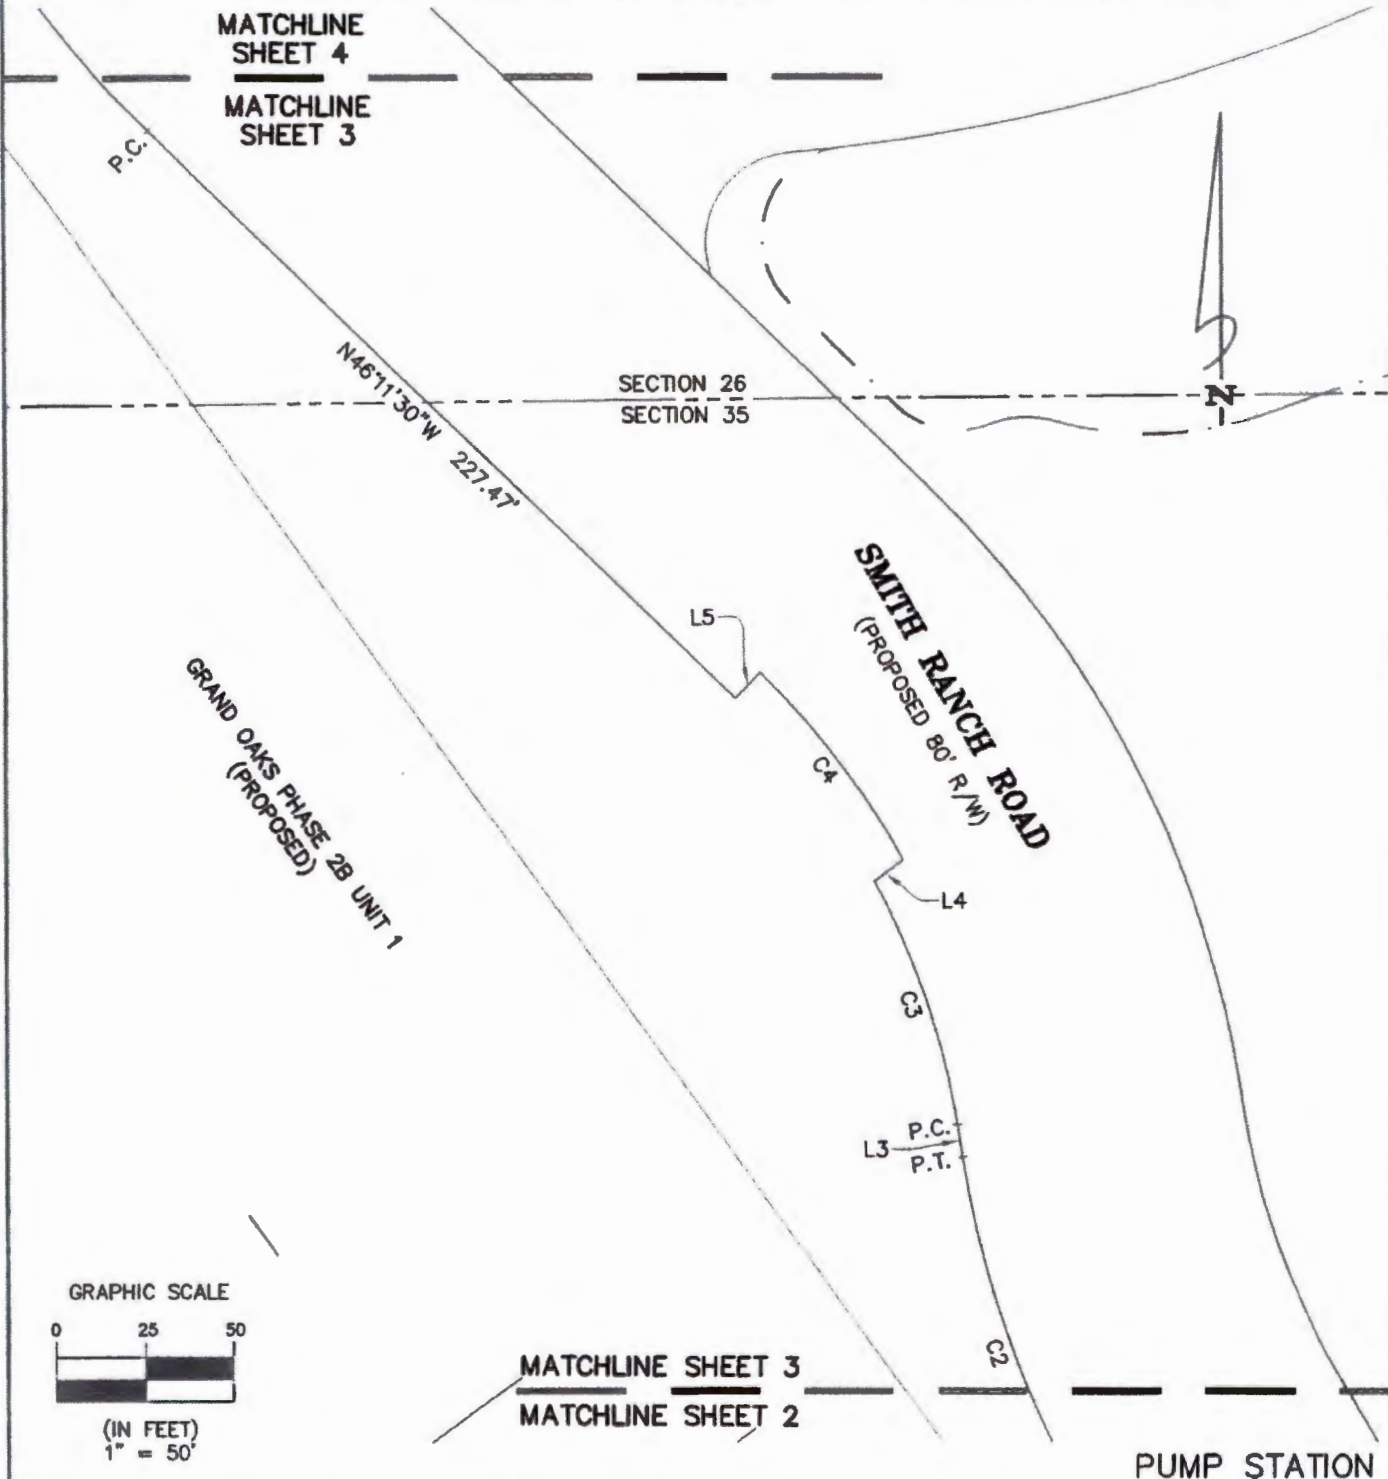 MATCHLINE
SHEET 4
MATCHLINE
SHEET 3
P.C.
N46°11'30"W 227.47'
SECTION 26
SECTION 35
N
SMITH RANCH ROAD
(PROPOSED 80' R/W)
L5
GRAND OAKS PHASE 2B UNIT 1
(PROPOSED)
C4
L4
C3
P.C.
L3
P.T.
C2
GRAPHIC SCALE
0 25 50
(IN FEET)
1" = 50'
MATCHLINE SHEET 3
MATCHLINE SHEET 2
PUMP STATION